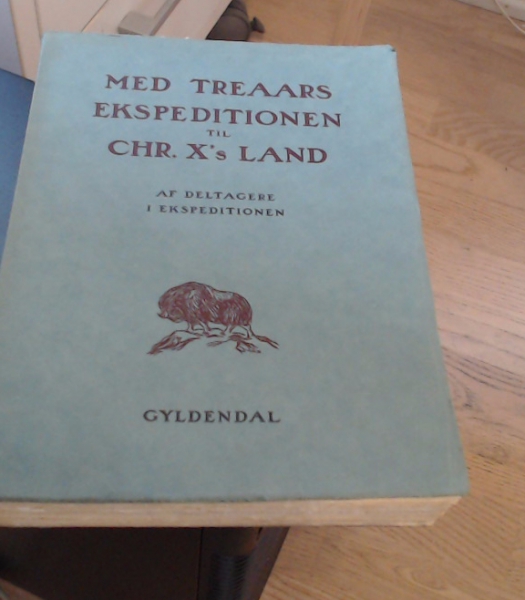 MED TREAARS
EKSPEDITIONEN
TIL
CHR. X's LAND
AF DELTAGERE
I EKSPEDITIONEN
GYLDENDAL